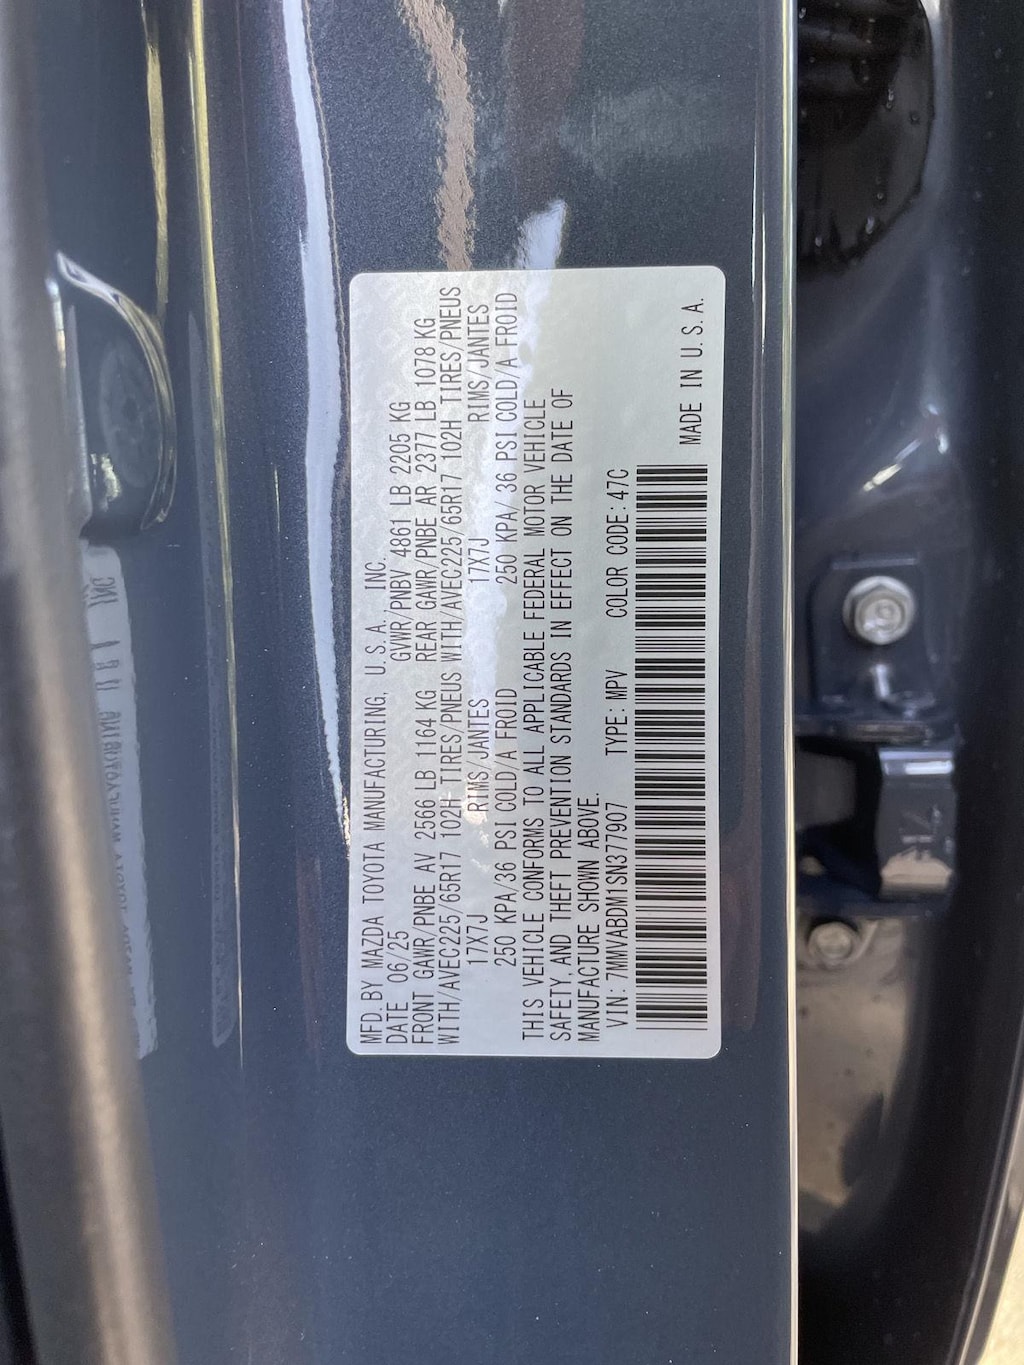 MFD. BY MAZDA TOYOTA MANUFACTURING, U.S.A., INC.
DATE 06/25 GVWR/PNBV 4861 LB 2205 KG
FRONT GAWR/PNBE AV 2566 LB 1164 KG REAR GAWR/PNBE AR 2377 LB 1078 KG
WITH/AVEC225/65R17 102H TIRES/PNEUS WITH/AVEC225/65R17 102H TIRES/PNEUS
17X7J RIMS/JANTES 17X7J RIMS/JANTES
250 KPA/36 PSI COLD/A FROID 250 KPA/ 36 PSI COLD/A FROID
THIS VEHICLE CONFORMS TO ALL APPLICABLE FEDERAL MOTOR VEHICLE
SAFETY, AND THEFT PREVENTION STANDARDS IN EFFECT ON THE DATE OF
MANUFACTURE SHOWN ABOVE.
VIN: 7MMVABDM1SN377907 TYPE: MPV COLOR CODE: 47C
MADE IN U.S.A.